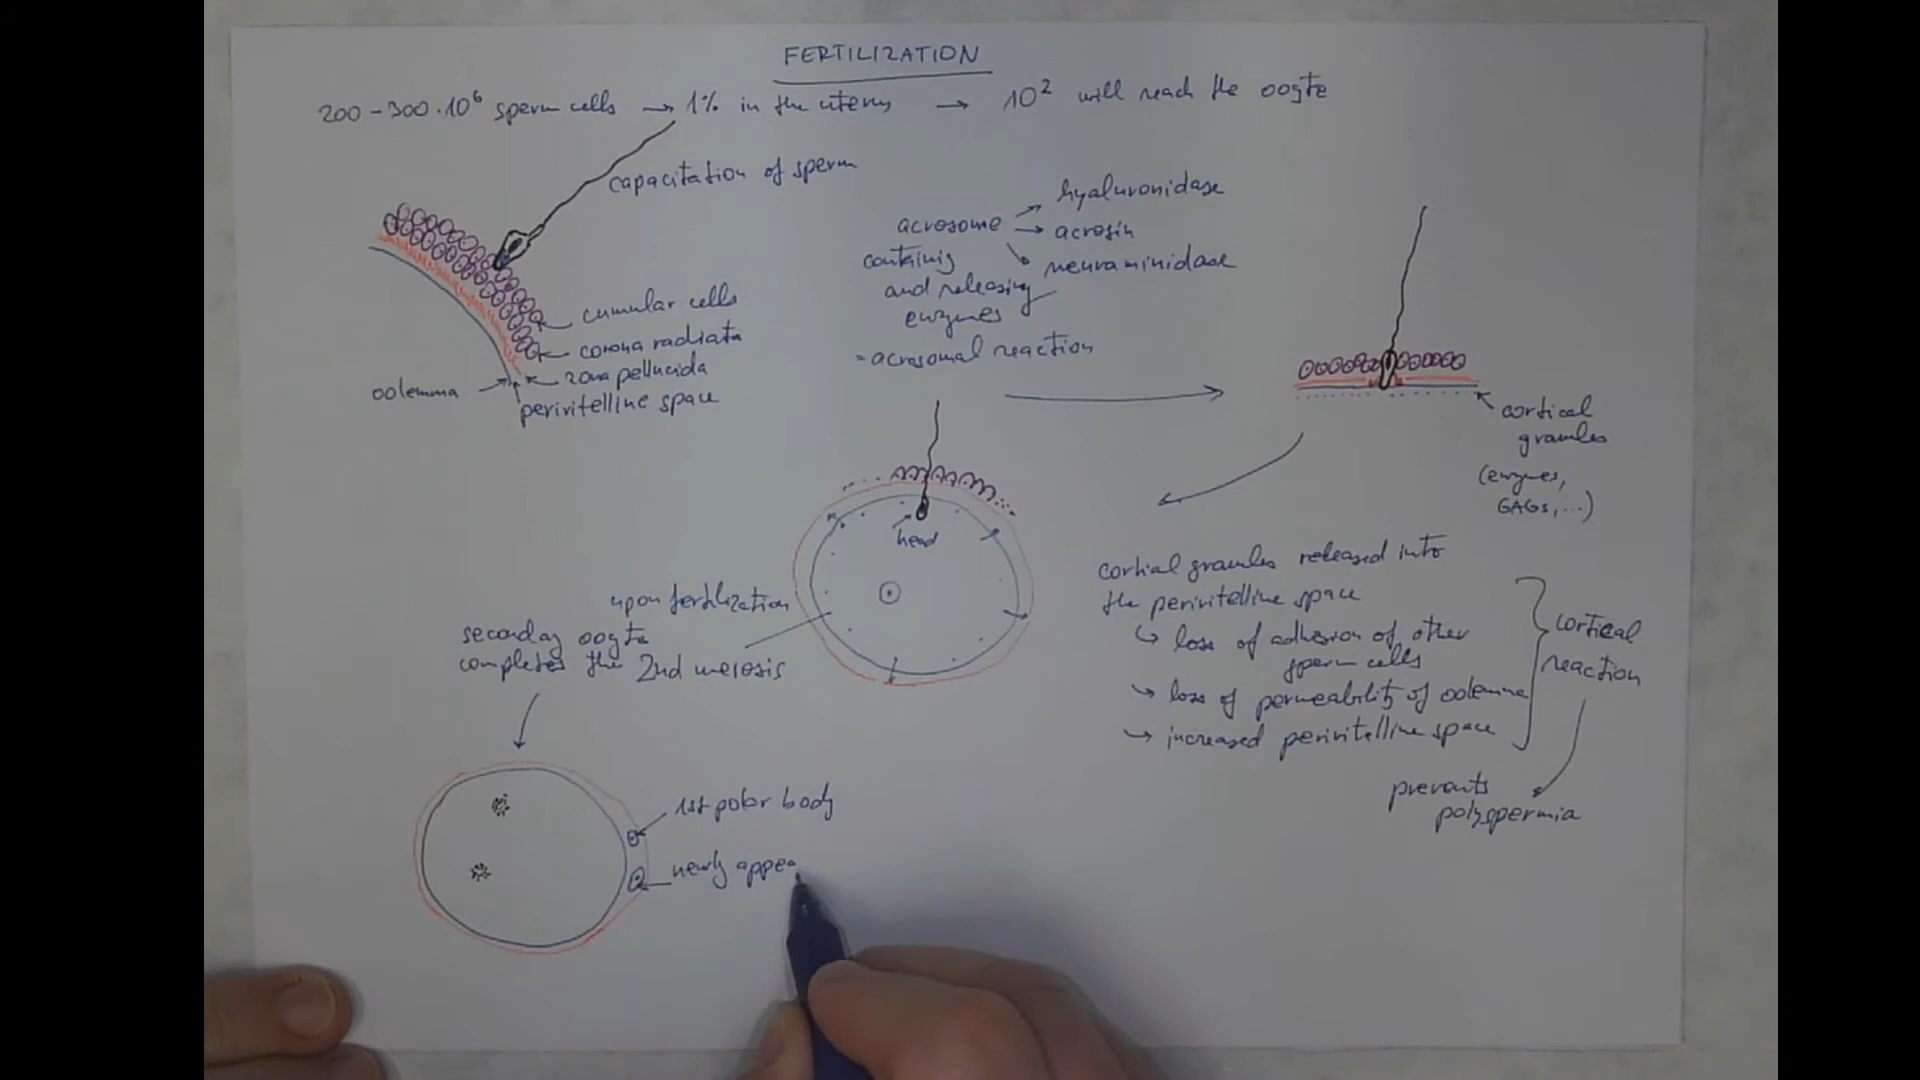 FERTILIZATION
200-300.10⁶ sperm cells → 1% in the uterus → 10² will reach the oocyte
capacitation of sperm
cumular cells
corona radiata
zona pellucida
oolemma
perivitelline space
acrosome → hyaluronidase
→ acrosin
→ neuraminidase
containing
and releasing
enzymes
= acrosomal reaction
cortical
granules
(enzymes,
GAGs,...)
head
upon fertilization
secondary oocyte
completes the 2nd meiosis
cortical granules released into
the perivitelline space
↳ loss of adhesion of other
sperm cells
↳ loss of permeability of oolemma
↳ increased perivitelline space
cortical
reaction
prevents
polyspermia
1st polar body
newly appea